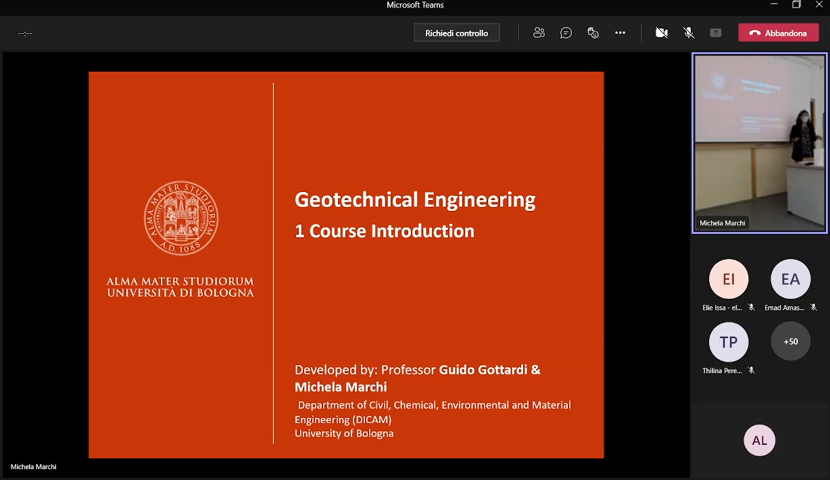 Microsoft Teams
--:--
Richiedi controllo
Abbandona
ALMA MATER STUDIORUM
A.D. 1088
ALMA MATER STUDIORUM
UNIVERSITÀ DI BOLOGNA
Geotechnical Engineering
1 Course Introduction
Developed by: Professor Guido Gottardi &
Michela Marchi
Department of Civil, Chemical, Environmental and Material
Engineering (DICAM)
University of Bologna
Michela Marchi
Michela Marchi
EI
EA
Elie Issa - el...
Emad Amas...
TP
+50
Thilina Pere...
AL